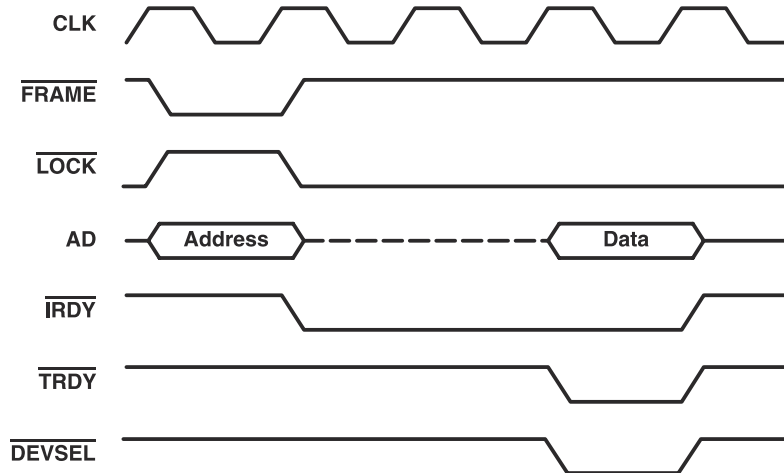 CLK
FRAME
LOCK
AD Address Data
IRDY
TRDY
DEVSEL